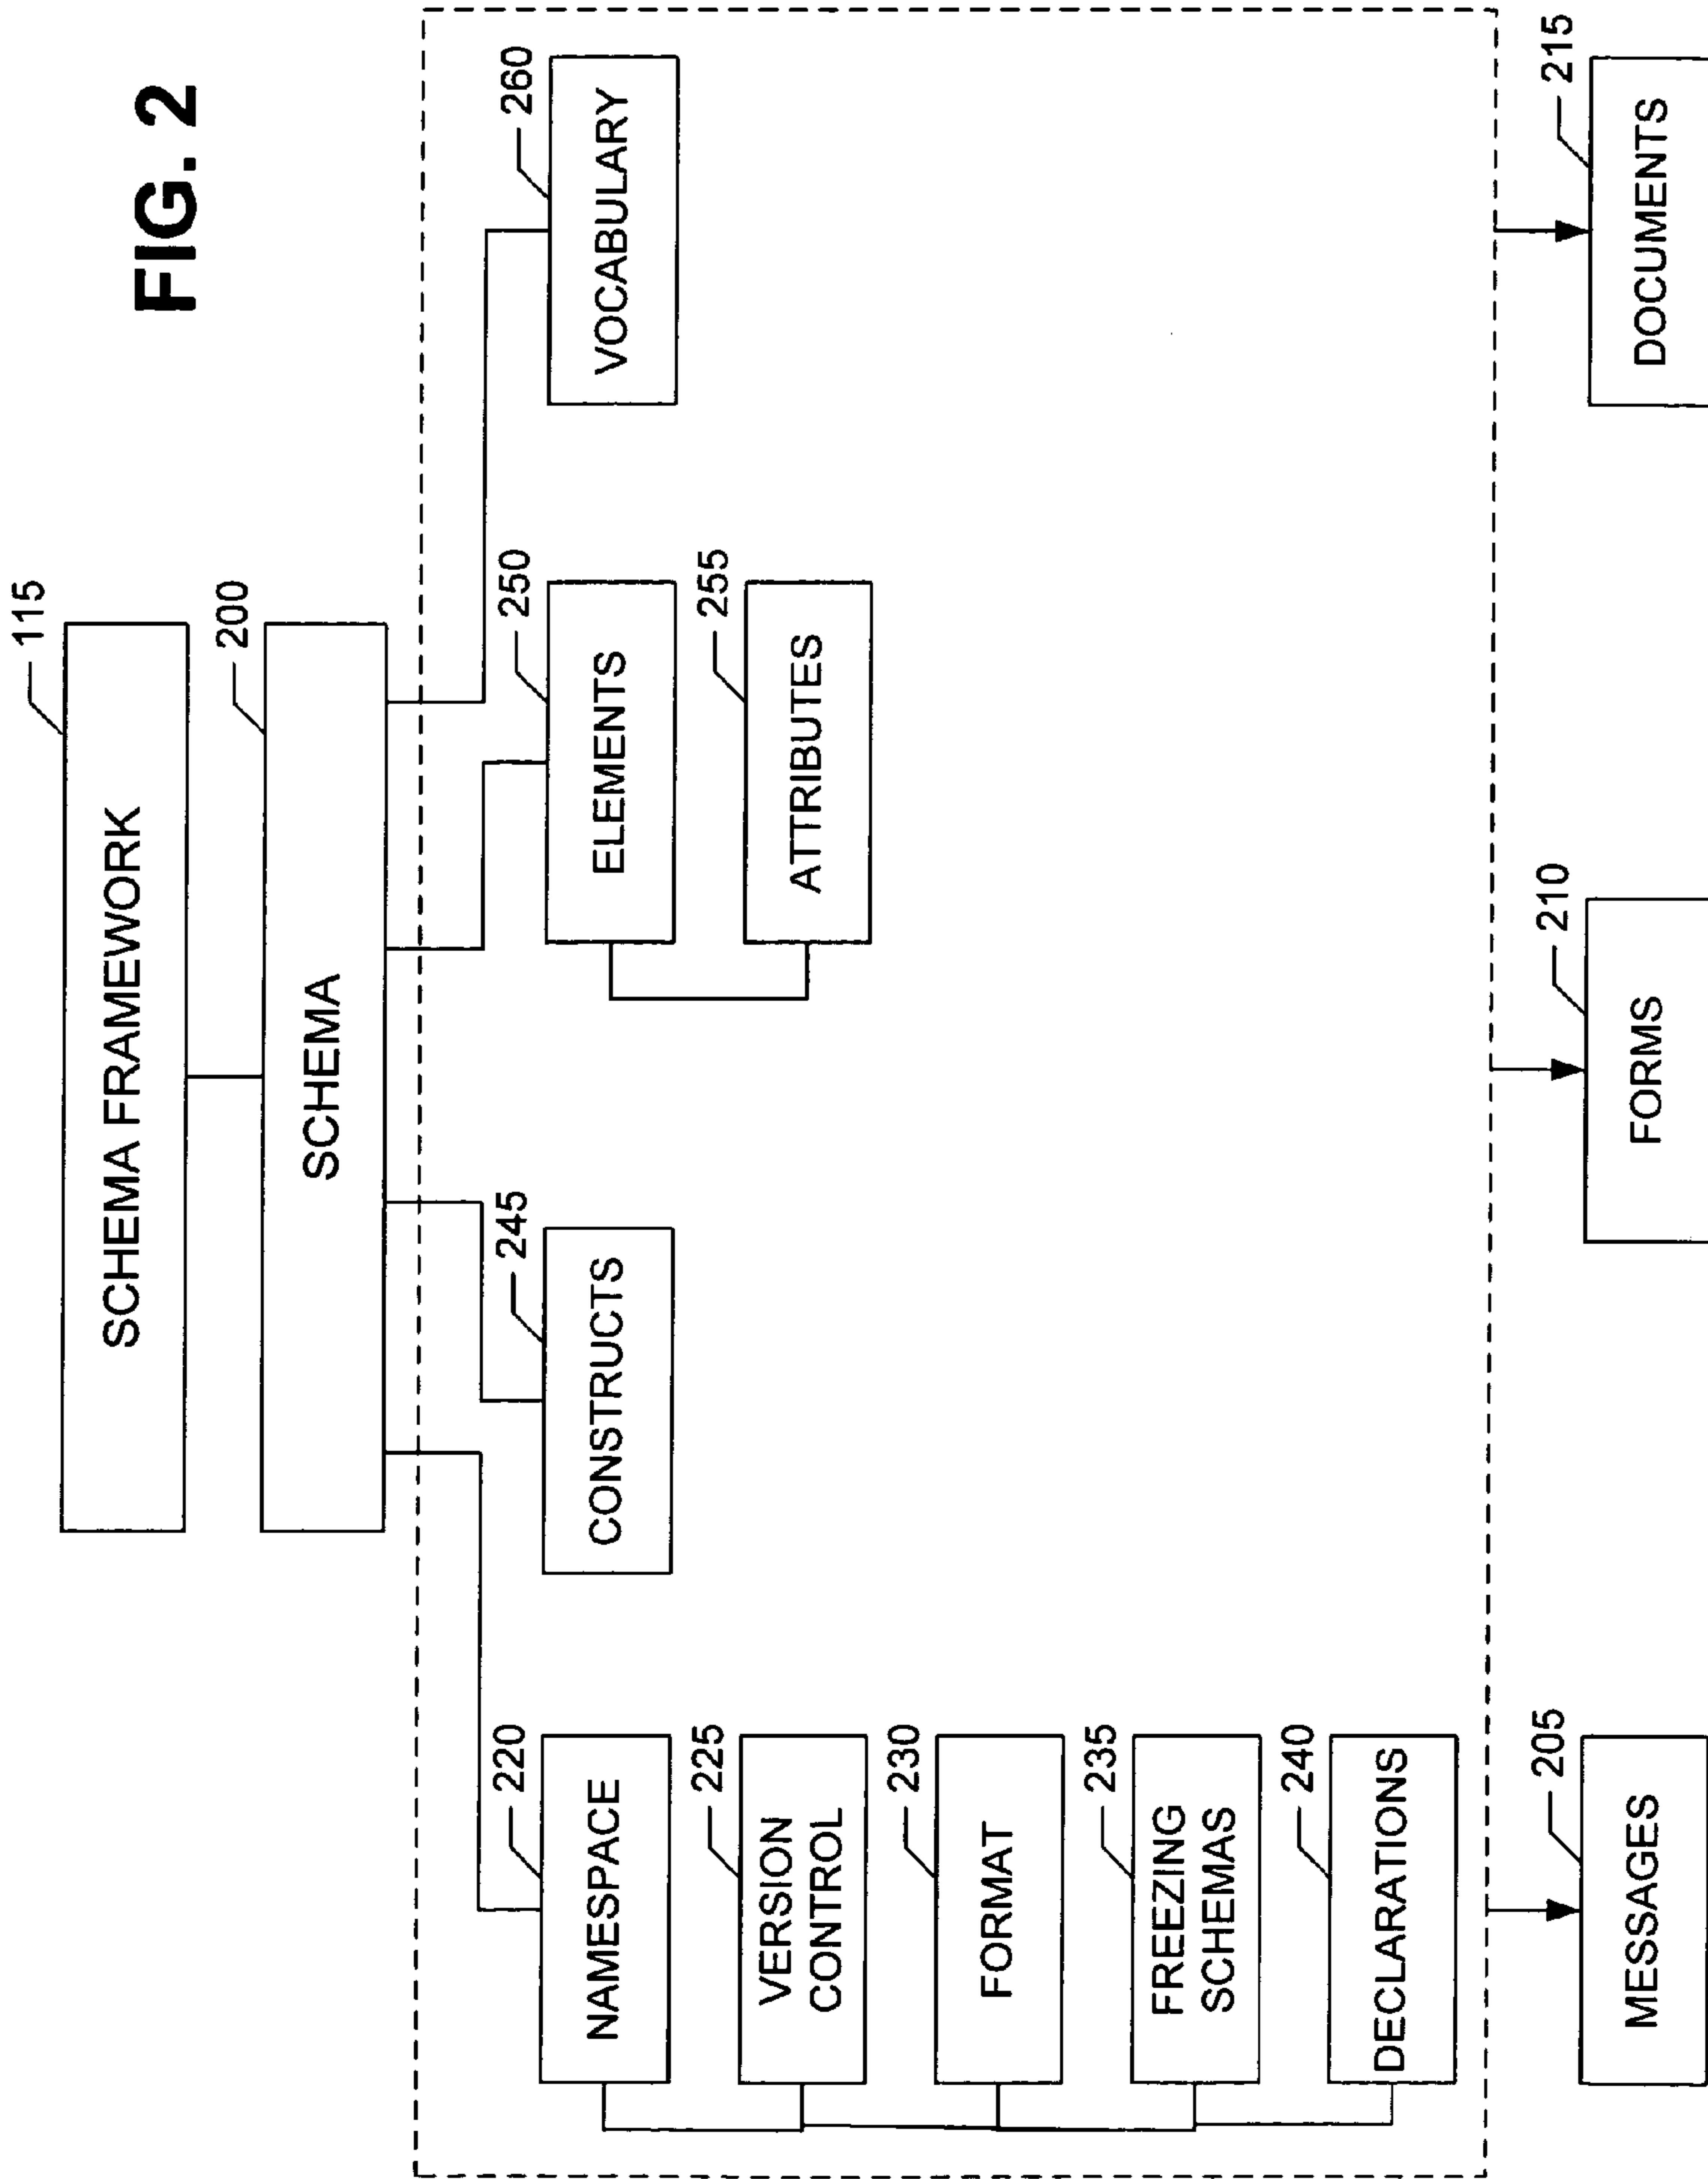 FIG. 2
115
SCHEMA FRAMEWORK
200
SCHEMA
220
NAMESPACE
225
VERSION
CONTROL
230
FORMAT
235
FREEZING
SCHEMAS
240
DECLARATIONS
245
CONSTRUCTS
250
ELEMENTS
255
ATTRIBUTES
260
VOCABULARY
205
MESSAGES
210
FORMS
215
DOCUMENTS